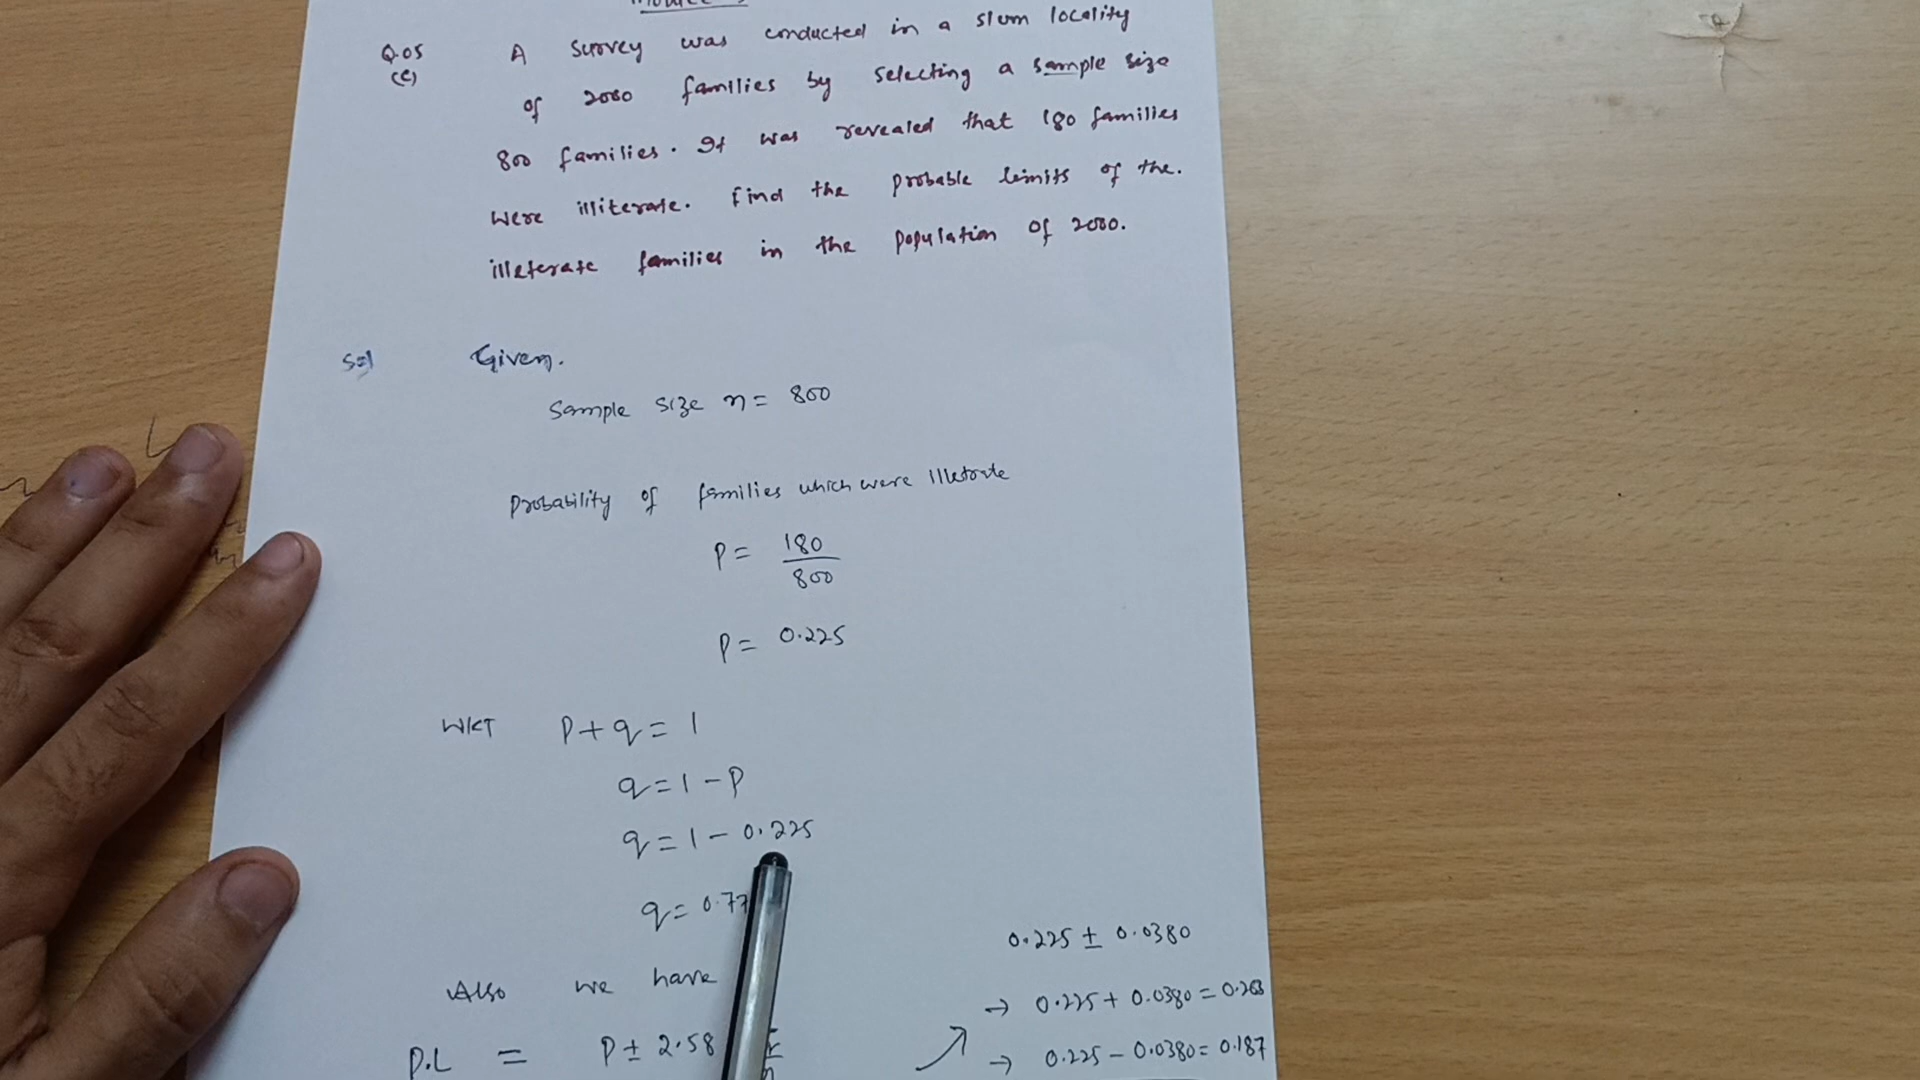 Q.05 A survey was conducted in a slum locality
(c) of 2000 families by selecting a sample size
800 families. It was revealed that 180 families
were illiterate. Find the probable limits of the.
illeterate families in the population of 2000.
Sol Given.
Sample size n = 800
Probability of families which were illetrate
P = 180
800
P = 0.225
WKT P + q = 1
q = 1 - P
q = 1 - 0.225
q = 0.77
0.225 ± 0.0380
Also we have
→ 0.225 + 0.0380 = 0.263
P.L = P ± 2.58
→ 0.225 - 0.0380 = 0.187